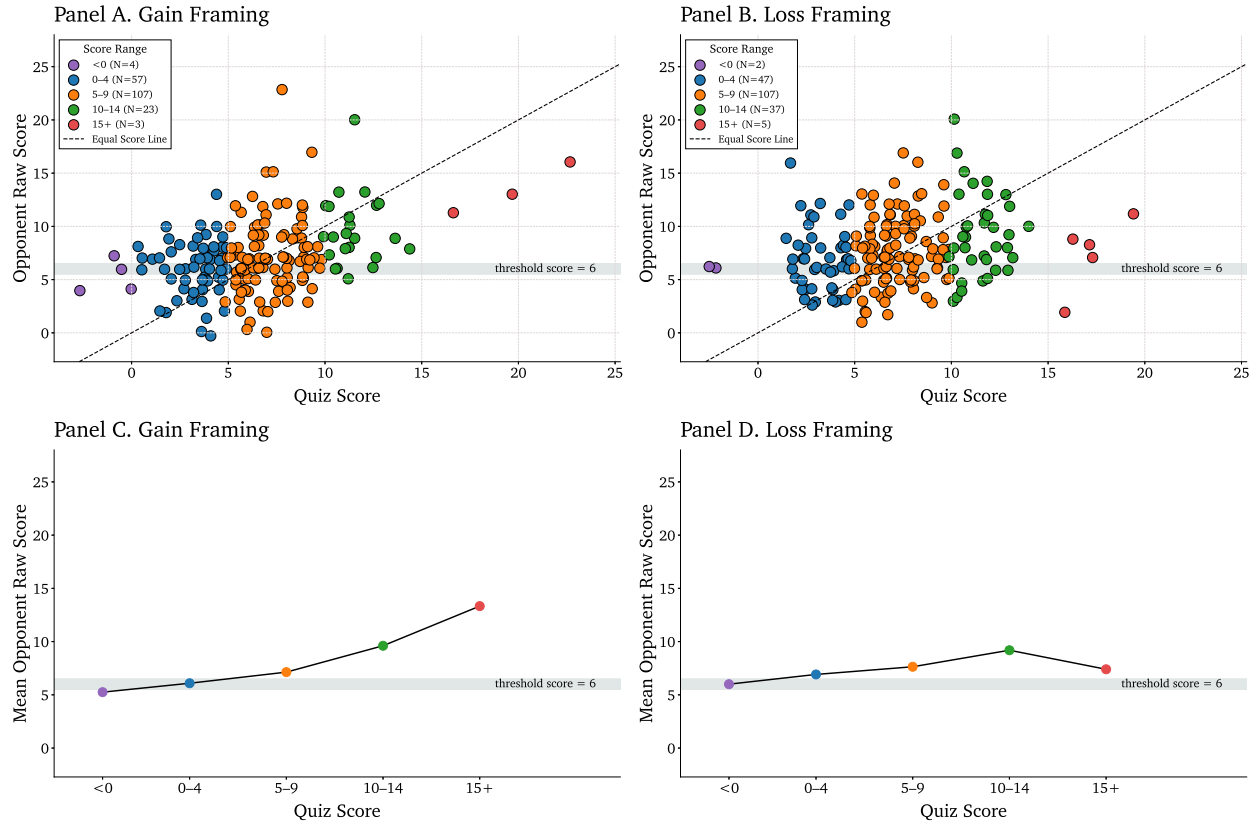 Panel A. Gain Framing
Score Range
<0 (N=4)
0–4 (N=57)
5–9 (N=107)
10–14 (N=23)
15+ (N=3)
Equal Score Line
threshold score = 6
Opponent Raw Score
25
20
15
10
5
0
0 5 10 15 20 25
Quiz Score
Panel B. Loss Framing
Score Range
<0 (N=2)
0–4 (N=47)
5–9 (N=107)
10–14 (N=37)
15+ (N=5)
Equal Score Line
threshold score = 6
Opponent Raw Score
25
20
15
10
5
0
0 5 10 15 20 25
Quiz Score
Panel C. Gain Framing
Mean Opponent Raw Score
25
20
15
10
5
0
threshold score = 6
<0 0–4 5–9 10–14 15+
Quiz Score
Panel D. Loss Framing
Mean Opponent Raw Score
25
20
15
10
5
0
threshold score = 6
<0 0–4 5–9 10–14 15+
Quiz Score